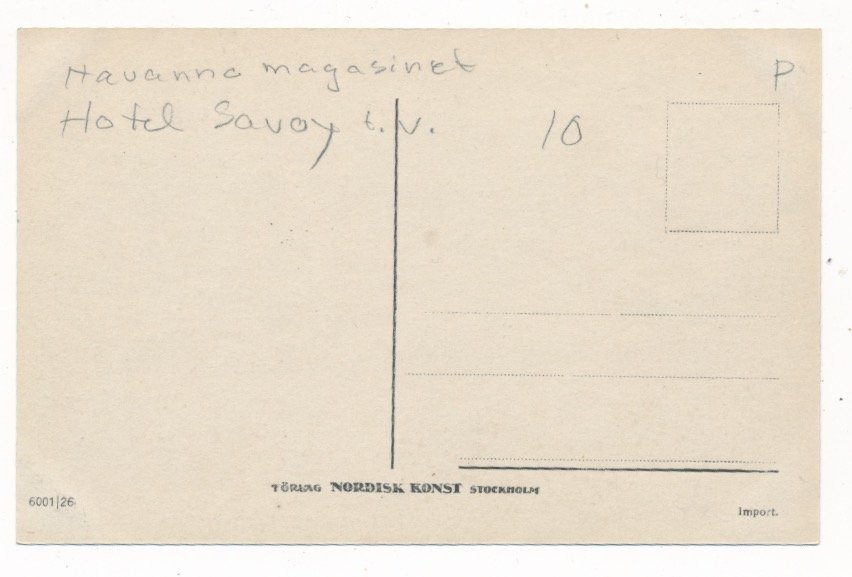 Havanna magasinet
P
Hotel Savoy t.v.
10
FÖRLAG NORDISK KONST STOCKHOLM
6001/26
Import.